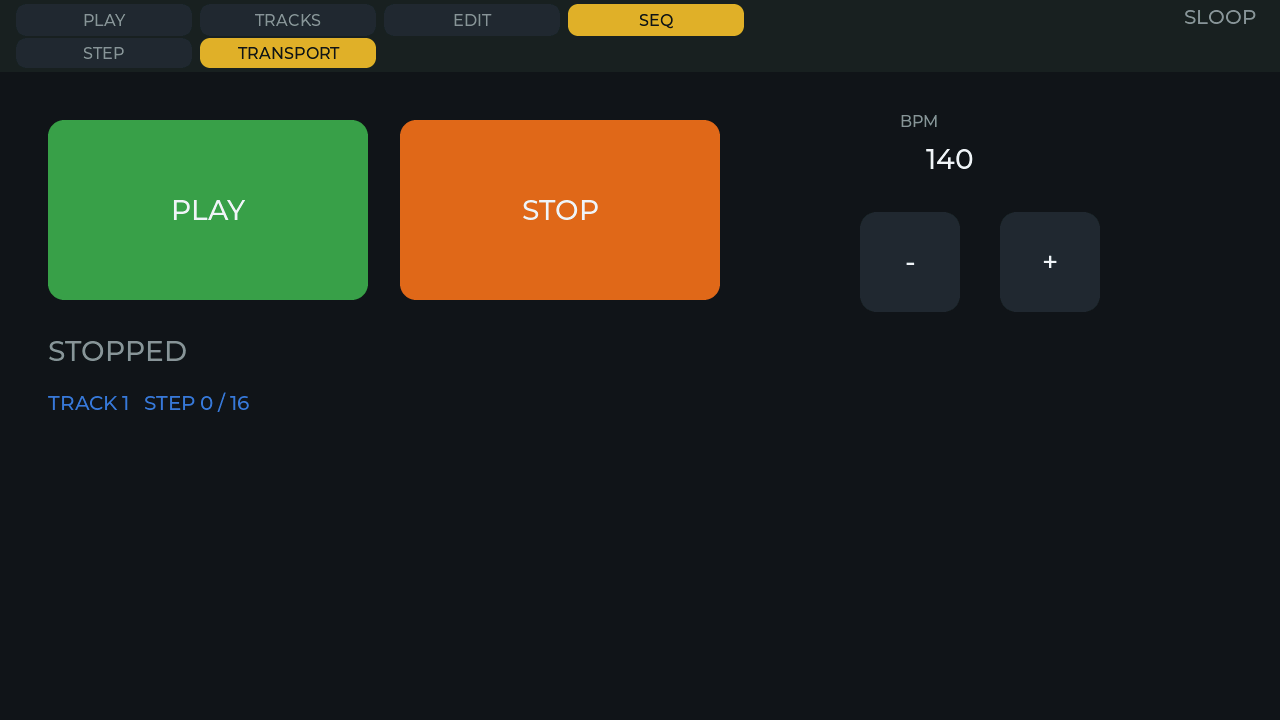 PLAY TRACKS EDIT SEQ SLOOP
STEP TRANSPORT
BPM
140
PLAY STOP
- +
STOPPED
TRACK 1 STEP 0 / 16